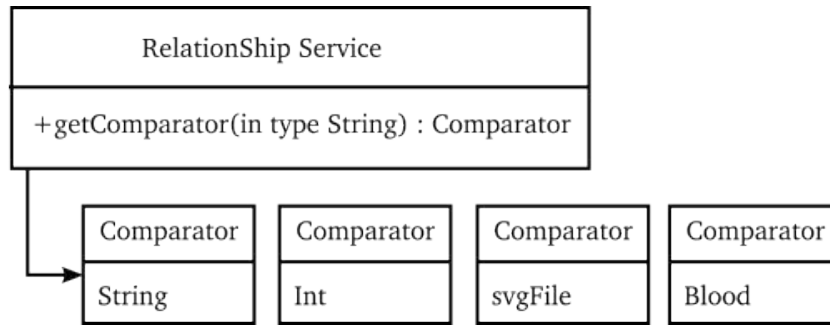 RelationShip Service
+getComparator(in type String) : Comparator
Comparator
String
Comparator
Int
Comparator
svgFile
Comparator
Blood